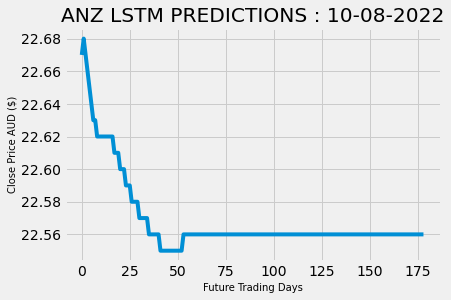 ANZ LSTM PREDICTIONS : 10-08-2022
22.68
22.66
22.64
22.62
22.60
22.58
22.56
Close Price AUD ($)
0 25 50 75 100 125 150 175
Future Trading Days